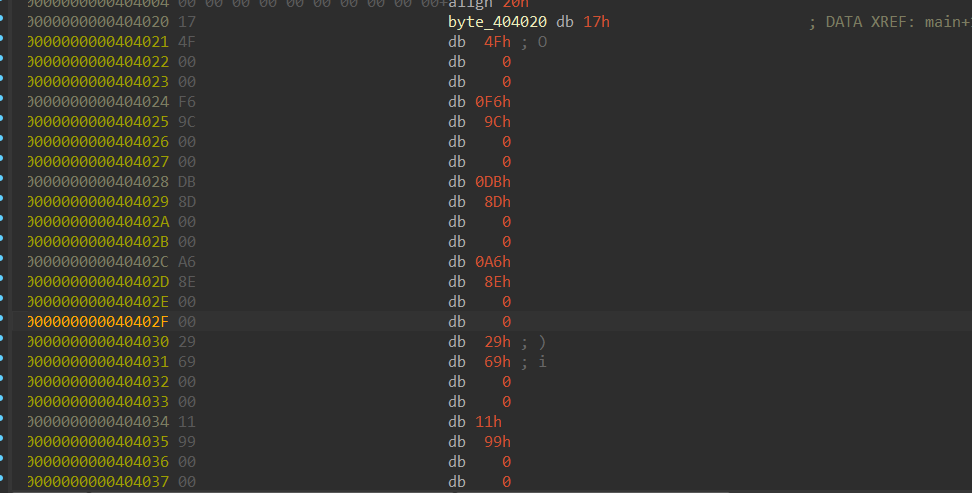 0000000000404004 00 00 00 00 00 00 00 00 00 00+align 20h
0000000000404020 17 byte_404020 db 17h ; DATA XREF: main+
0000000000404021 4F db 4Fh ; O
0000000000404022 00 db 0
0000000000404023 00 db 0
0000000000404024 F6 db 0F6h
0000000000404025 9C db 9Ch
0000000000404026 00 db 0
0000000000404027 00 db 0
0000000000404028 DB db 0DBh
0000000000404029 8D db 8Dh
000000000040402A 00 db 0
000000000040402B 00 db 0
000000000040402C A6 db 0A6h
000000000040402D 8E db 8Eh
000000000040402E 00 db 0
000000000040402F 00 db 0
0000000000404030 29 db 29h ; )
0000000000404031 69 db 69h ; i
0000000000404032 00 db 0
0000000000404033 00 db 0
0000000000404034 11 db 11h
0000000000404035 99 db 99h
0000000000404036 00 db 0
0000000000404037 00 db 0